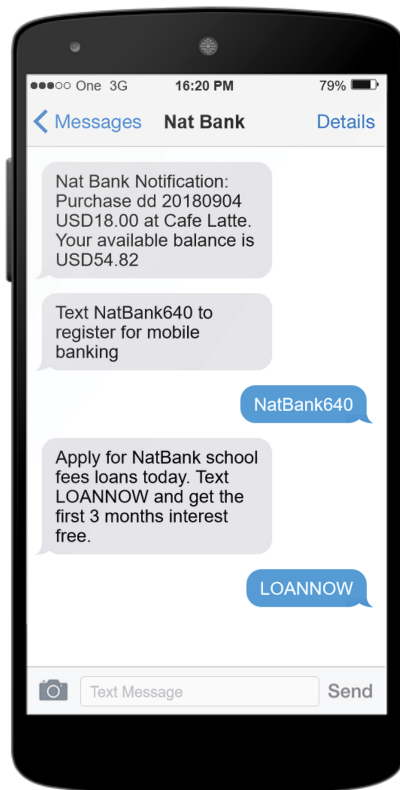 One 3G 16:20 PM 79%
Messages Nat Bank Details
Nat Bank Notification:
Purchase dd 20180904
USD18.00 at Cafe Latte.
Your available balance is
USD54.82
Text NatBank640 to
register for mobile
banking
NatBank640
Apply for NatBank school
fees loans today. Text
LOANNOW and get the
first 3 months interest
free.
LOANNOW
Text Message Send